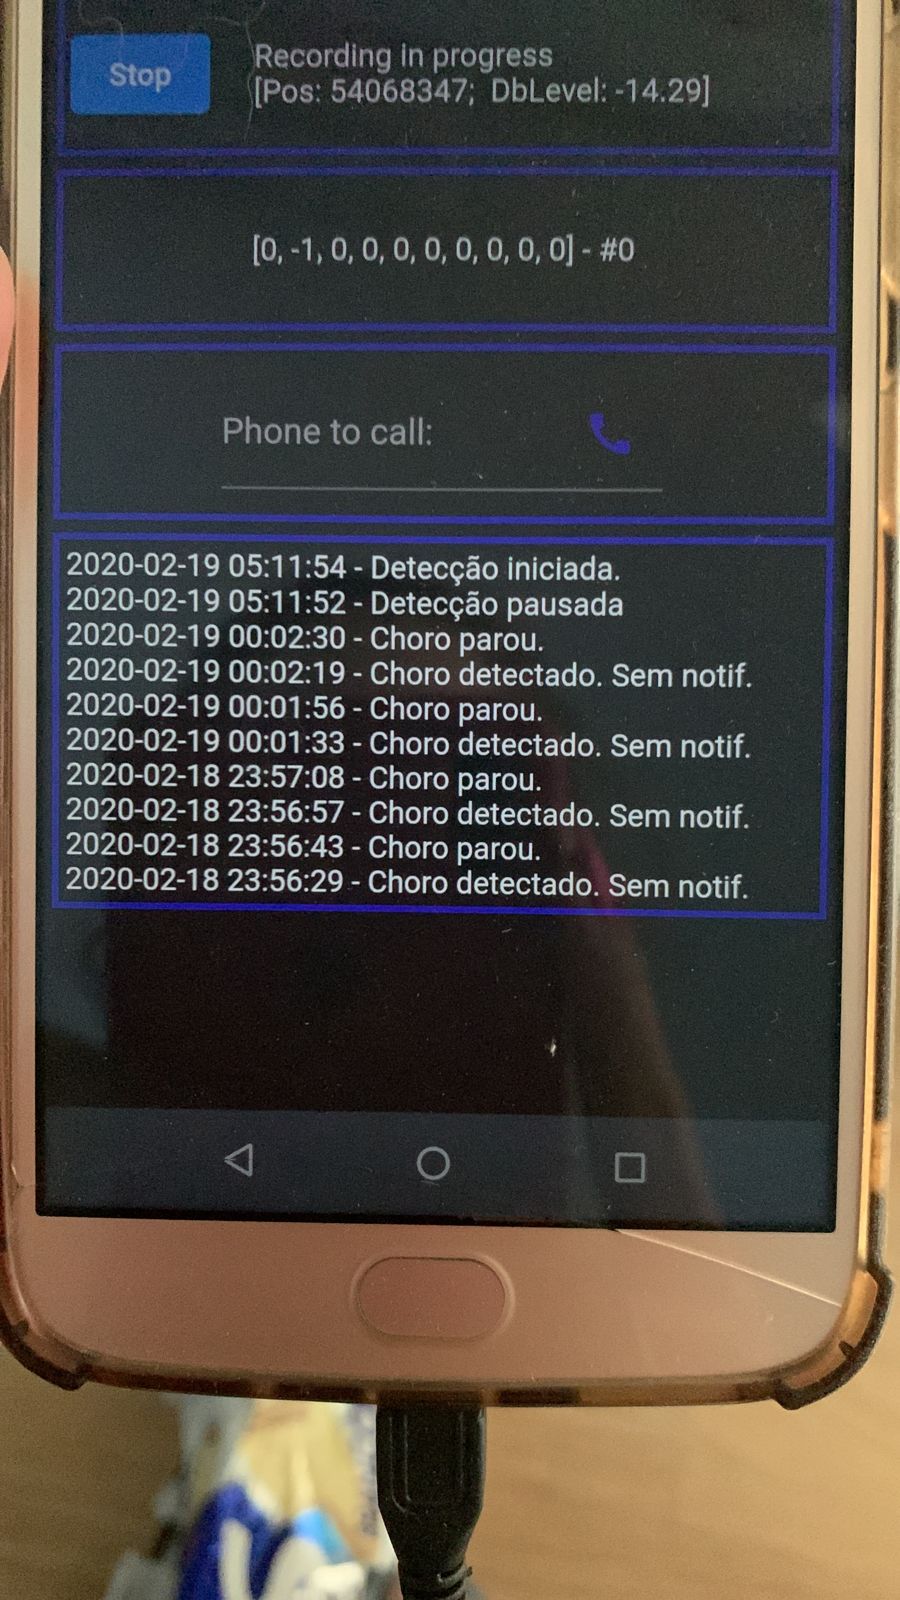 Stop
Recording in progress
[Pos: 54068347; DbLevel: -14.29]
[0, -1, 0, 0, 0, 0, 0, 0, 0, 0] - #0
Phone to call:
2020-02-19 05:11:54 - Detecção iniciada.
2020-02-19 05:11:52 - Detecção pausada
2020-02-19 00:02:30 - Choro parou.
2020-02-19 00:02:19 - Choro detectado. Sem notif.
2020-02-19 00:01:56 - Choro parou.
2020-02-19 00:01:33 - Choro detectado. Sem notif.
2020-02-18 23:57:08 - Choro parou.
2020-02-18 23:56:57 - Choro detectado. Sem notif.
2020-02-18 23:56:43 - Choro parou.
2020-02-18 23:56:29 - Choro detectado. Sem notif.